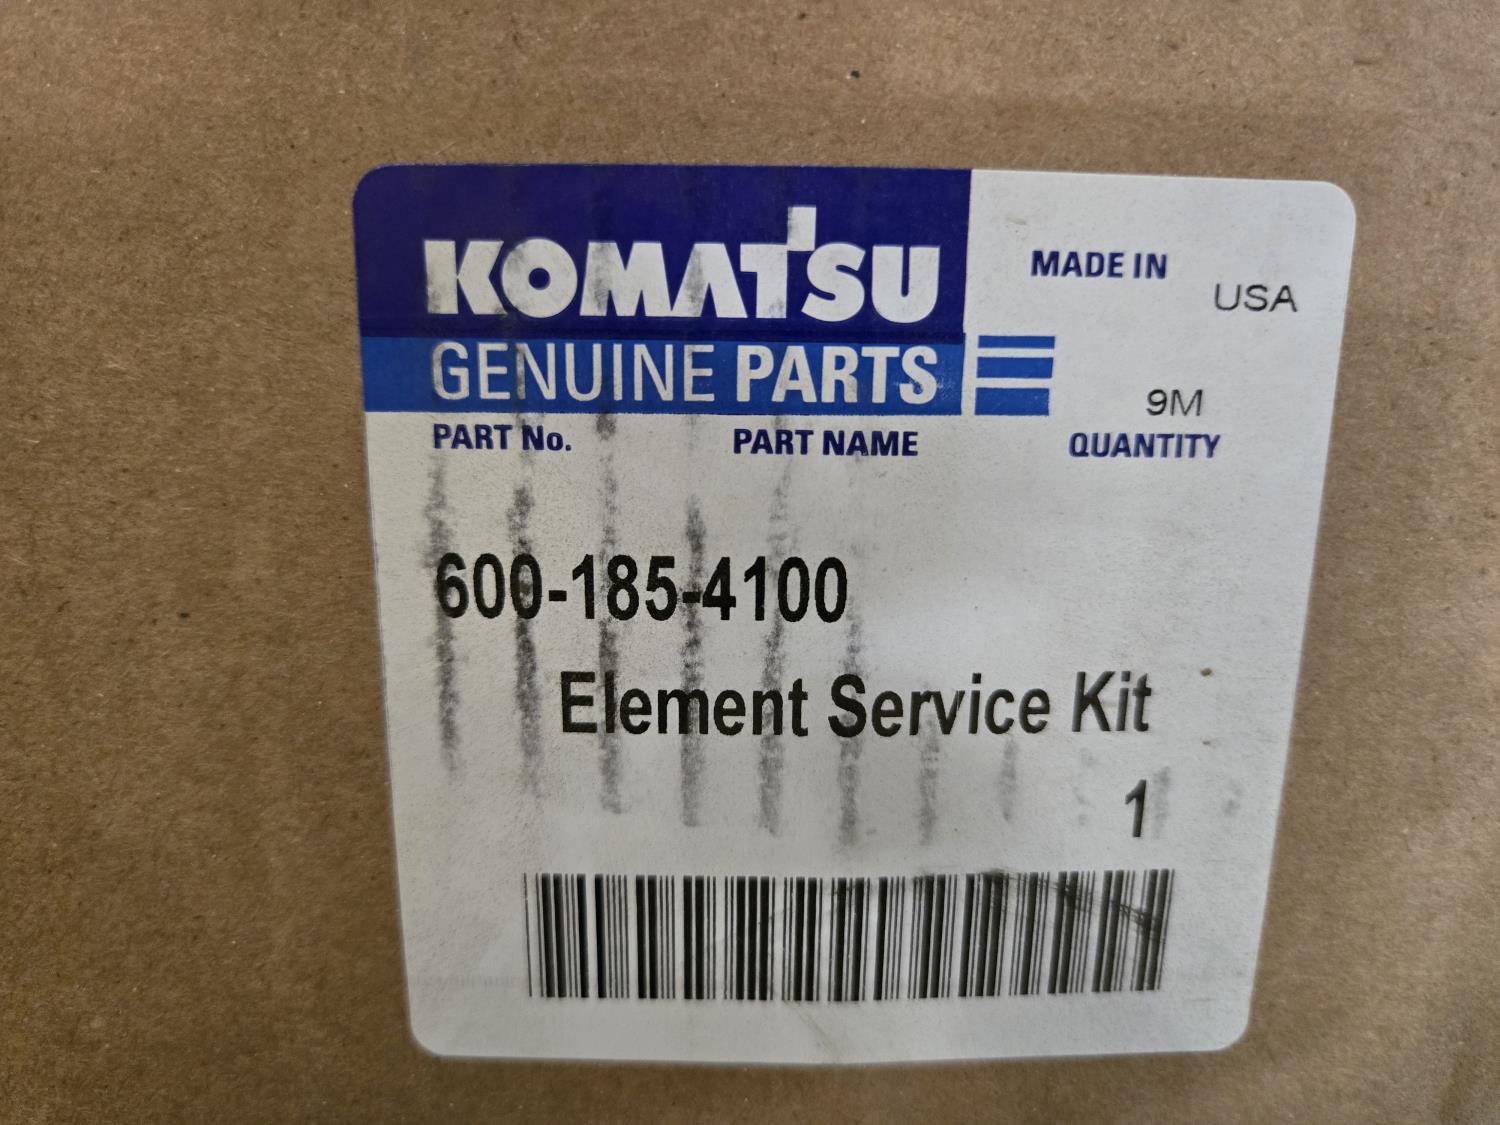 KOMATSU
MADE IN
USA
GENUINE PARTS
9M
PART No. PART NAME QUANTITY
600-185-4100
Element Service Kit
1